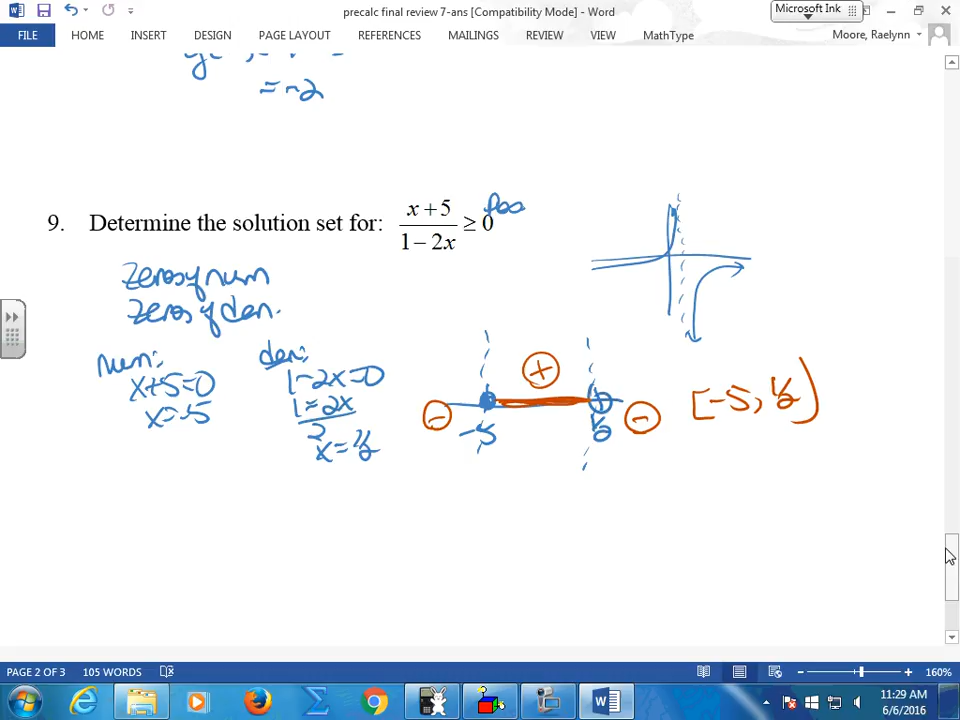 precalc final review 7-ans [Compatibility Mode] - Word
Microsoft Ink
FILE HOME INSERT DESIGN PAGE LAYOUT REFERENCES MAILINGS REVIEW VIEW MathType Moore, Raelynn
= -2
9. Determine the solution set for: (x + 5)/(1 − 2x) ≥ 0 pos
zeros of num
zeros of den.
num: den:
x+5=0 1-2x=0
x=-5 1=2x
2
x=1/2
- + -
-5 1/2
[-5, 1/2)
PAGE 2 OF 3 105 WORDS 160%
11:29 AM
6/6/2016